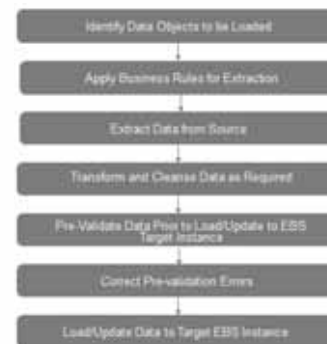 Identify Data Objects to be Loaded
Apply Business Rules for Extraction
Extract Data from Source
Transform and Cleanse Data as Required
Pre-Validate Data Prior to Load/Update to EBS
Target Instance
Correct Pre-validation Errors
Load/Update Data to Target EBS Instance